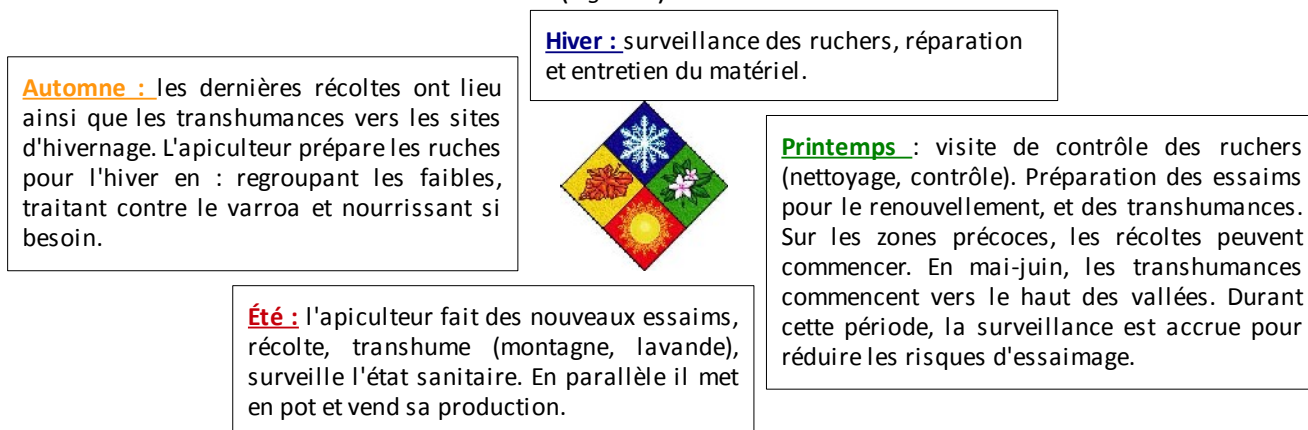 Hiver : surveillance des ruchers, réparation
et entretien du matériel.
Automne : les dernières récoltes ont lieu
ainsi que les transhumances vers les sites
d'hivernage. L'apiculteur prépare les ruches
pour l'hiver en : regroupant les faibles,
traitant contre le varroa et nourrissant si
besoin.
Printemps : visite de contrôle des ruchers
(nettoyage, contrôle). Préparation des essaims
pour le renouvellement, et des transhumances.
Sur les zones précoces, les récoltes peuvent
commencer. En mai-juin, les transhumances
commencent vers le haut des vallées. Durant
cette période, la surveillance est accrue pour
réduire les risques d'essaimage.
Été : l'apiculteur fait des nouveaux essaims,
récolte, transhume (montagne, lavande),
surveille l'état sanitaire. En parallèle il met
en pot et vend sa production.